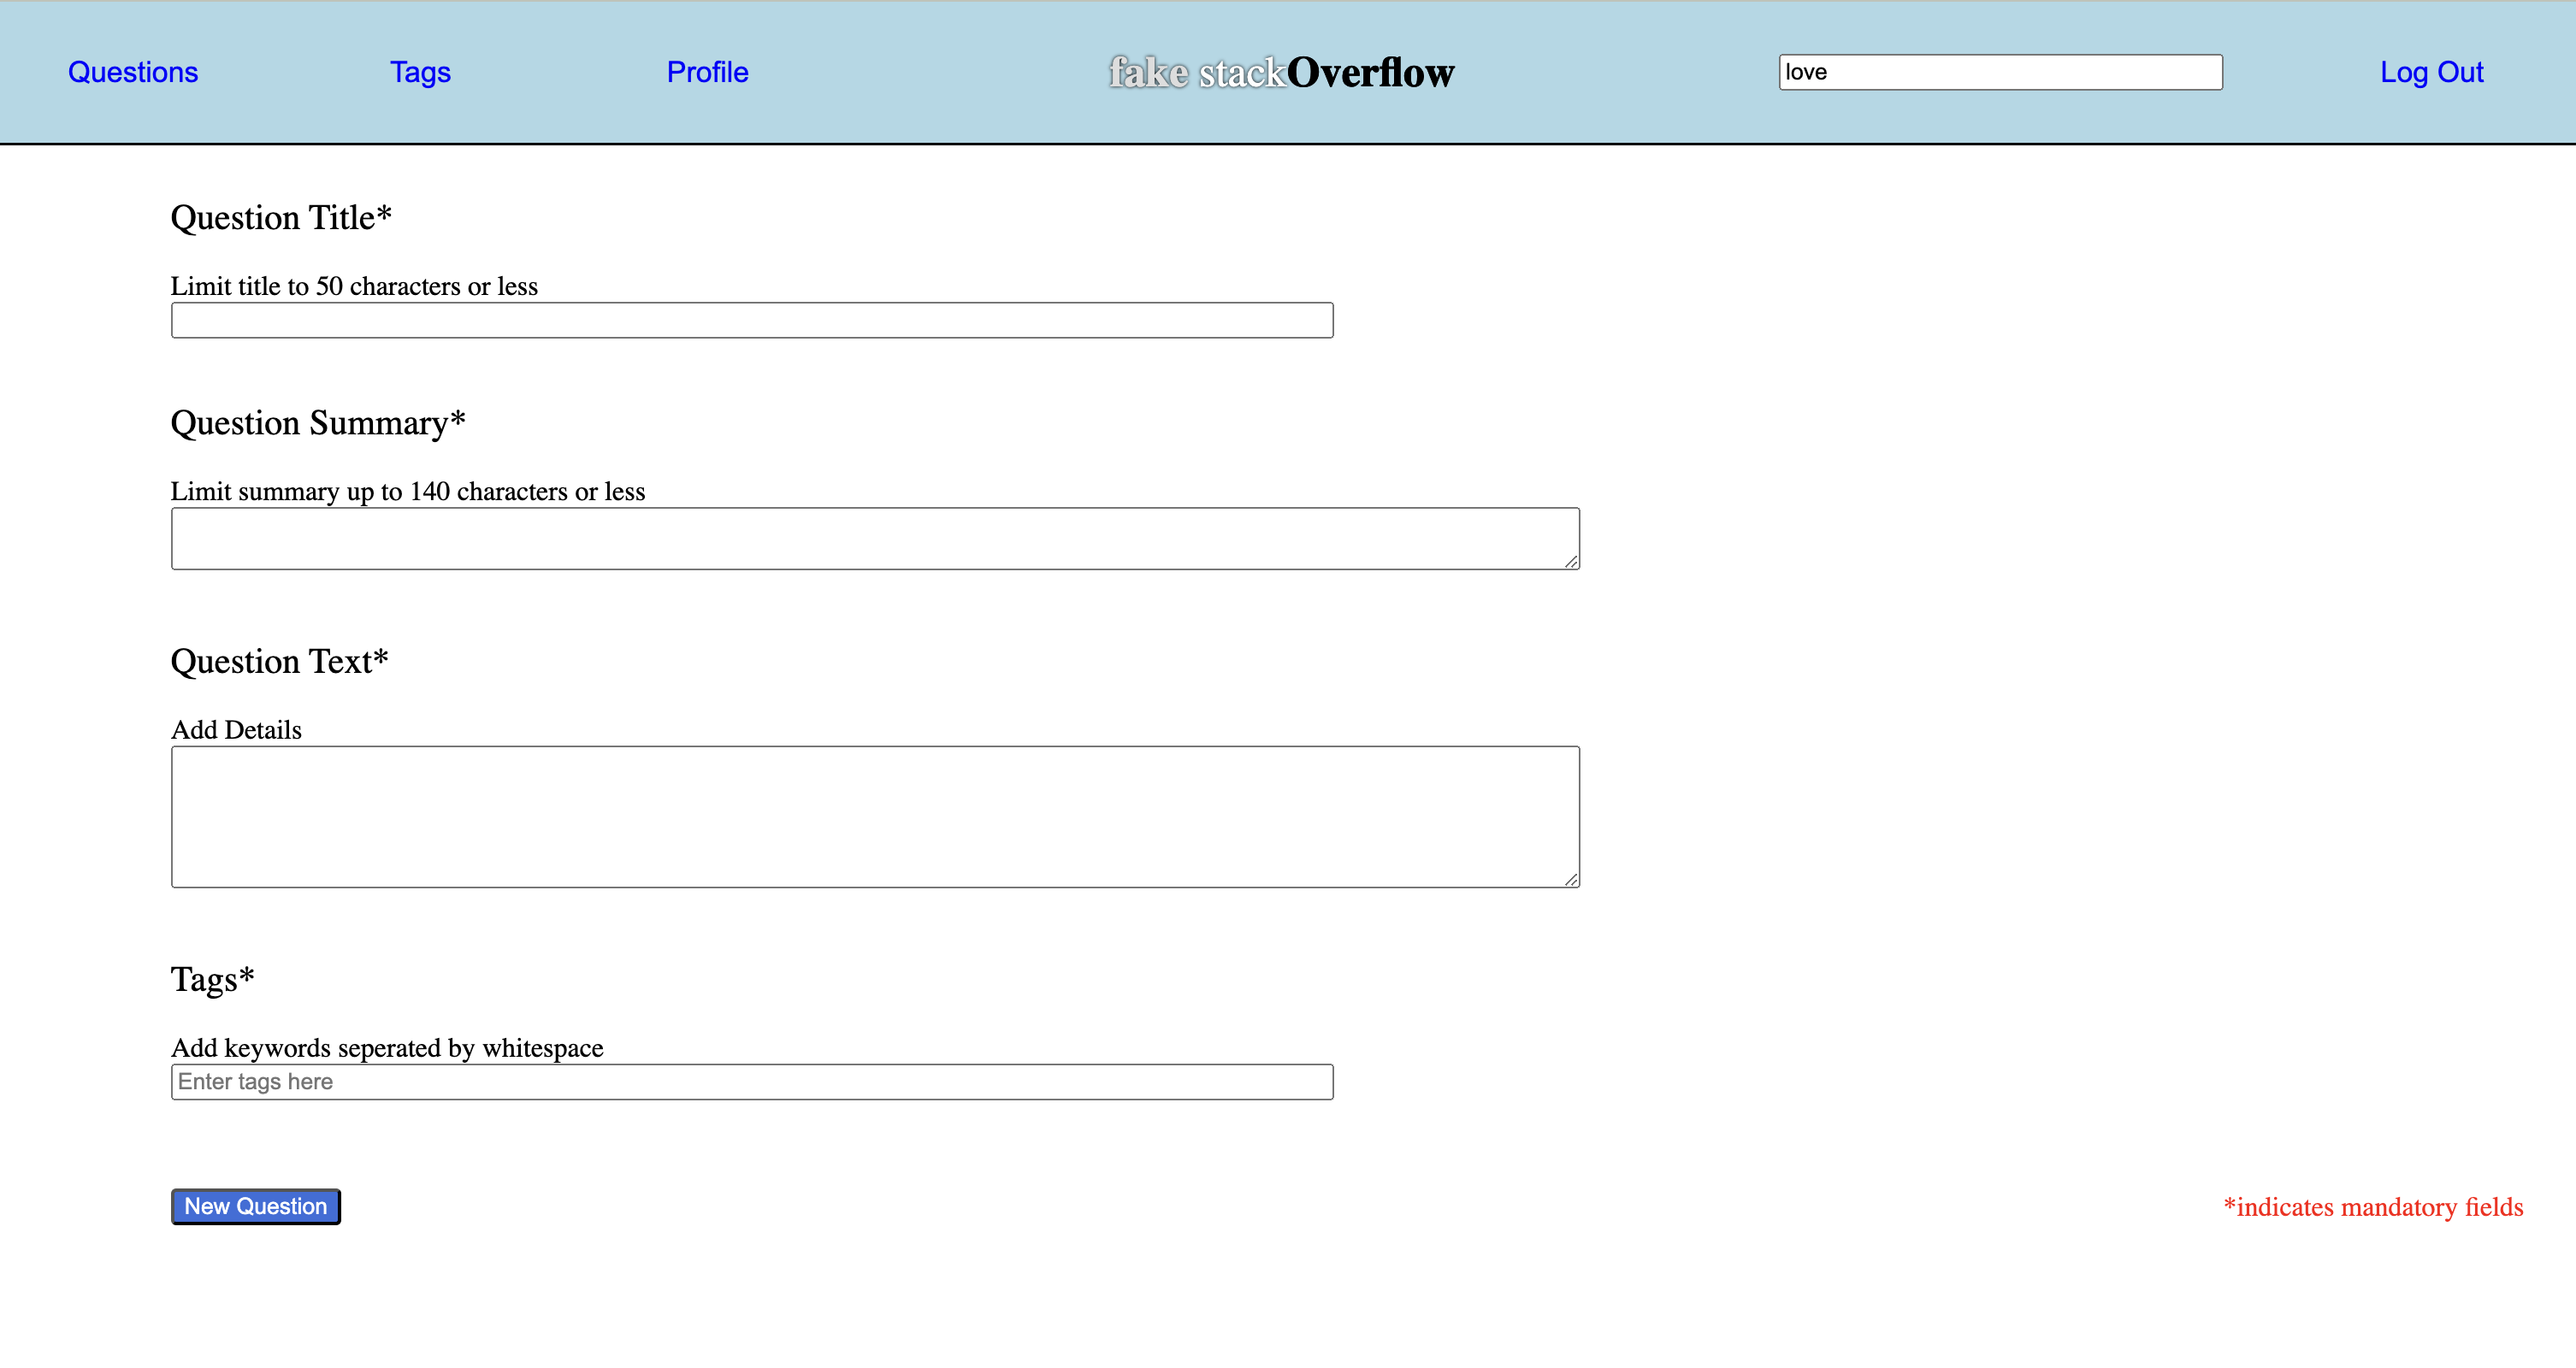 Questions Tags Profile fake stackOverflow love Log Out
Question Title*
Limit title to 50 characters or less
Question Summary*
Limit summary up to 140 characters or less
Question Text*
Add Details
Tags*
Add keywords seperated by whitespace
Enter tags here
New Question *indicates mandatory fields